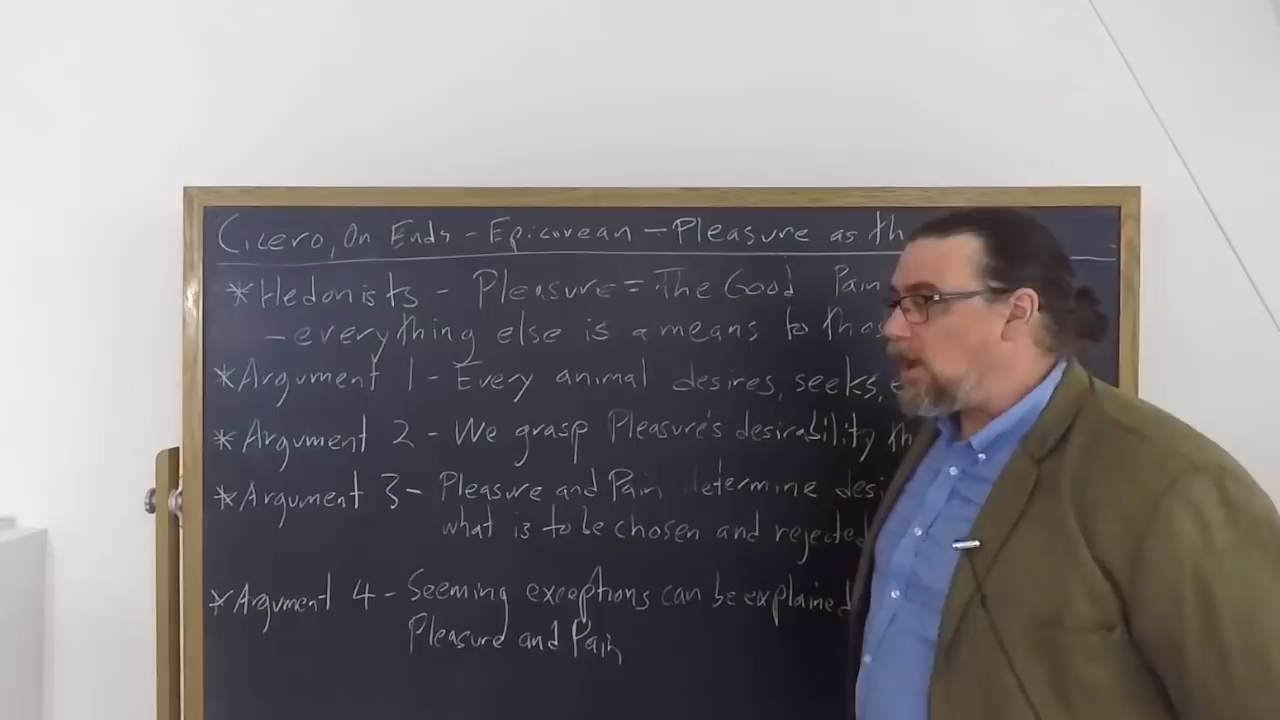 Cicero, On Ends - Epicurean - Pleasure as th
*Hedonists - Pleasure = The Good Pain
- everything else is a means to thos
*Argument 1 - Every animal desires, seeks,
*Argument 2 - We grasp Pleasure's desirability th
*Argument 3 - Pleasure and Pain determine desi
what is to be chosen and rejected
*Argument 4 - Seeming exceptions can be explained
Pleasure and Pain